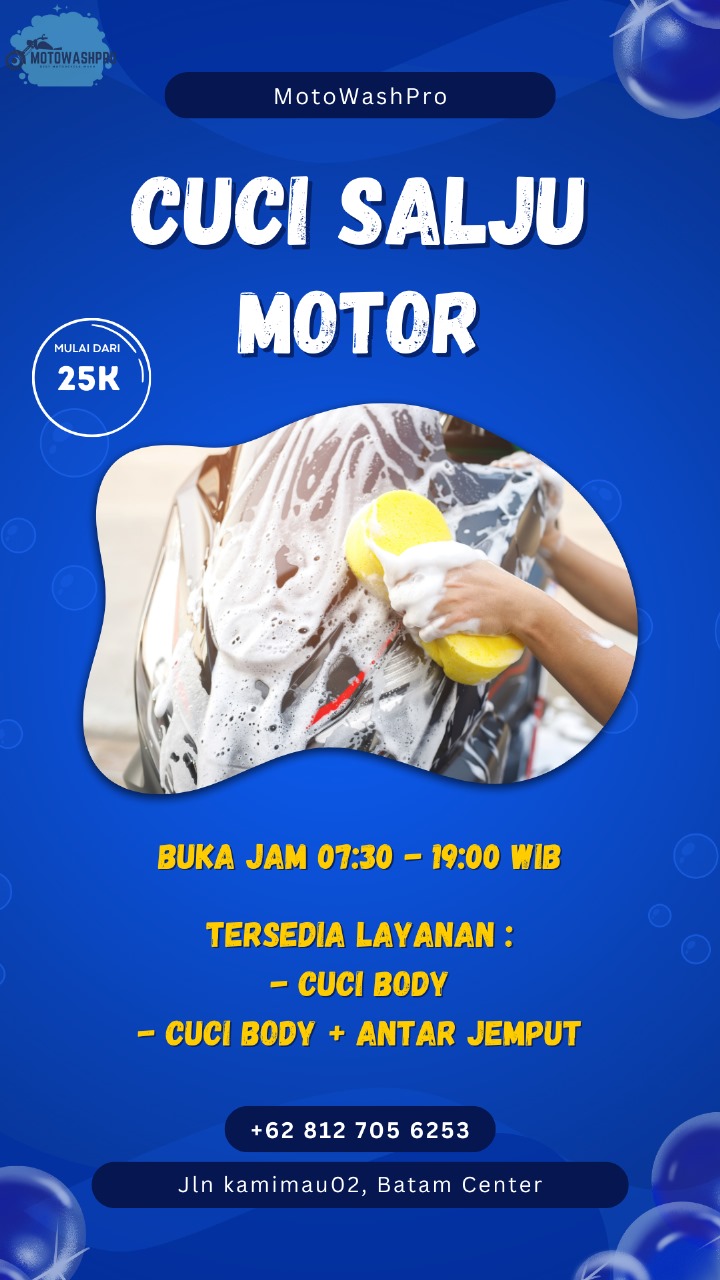 MOTOWASHPRO
MotoWashPro
CUCI SALJU
MOTOR
MULAI DARI
25K
BUKA JAM 07:30 – 19:00 WIB
TERSEDIA LAYANAN :
– CUCI BODY
– CUCI BODY + ANTAR JEMPUT
+62 812 705 6253
Jln kamimau02, Batam Center